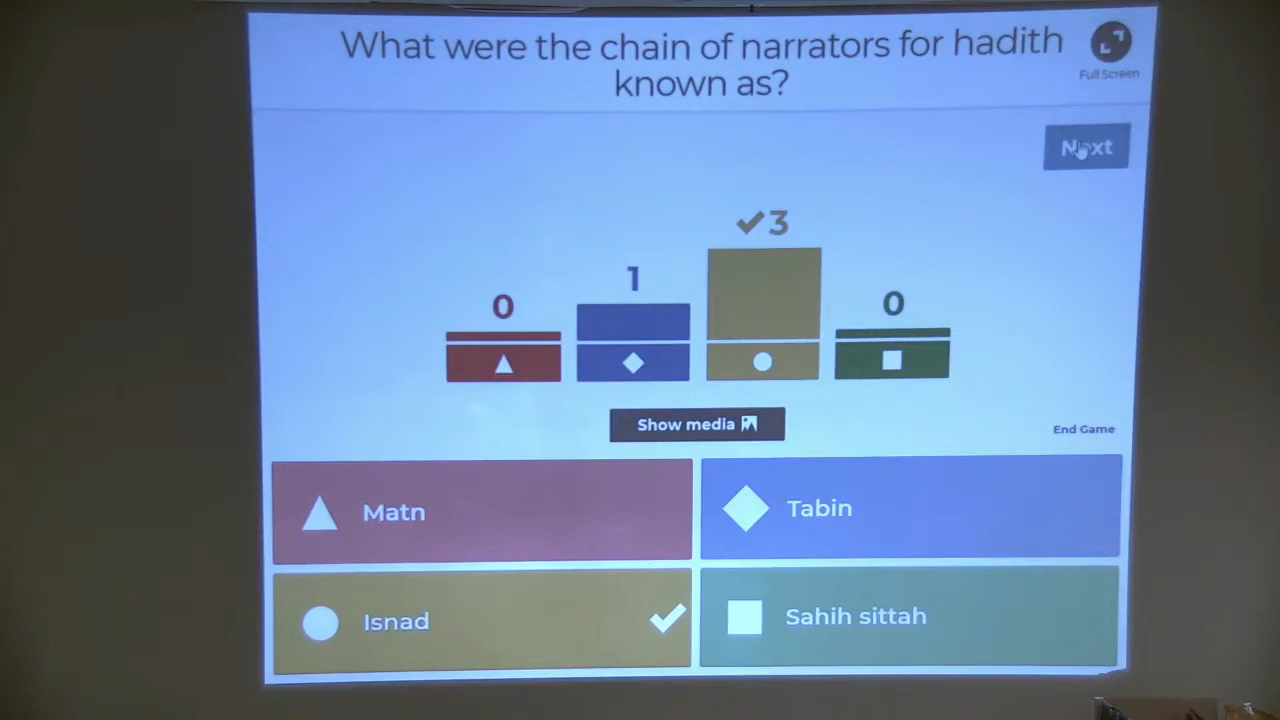 What were the chain of narrators for hadith
known as?
Full Screen
Next
3
1
0
0
Show media
End Game
Matn
Tabin
Isnad
Sahih sittah